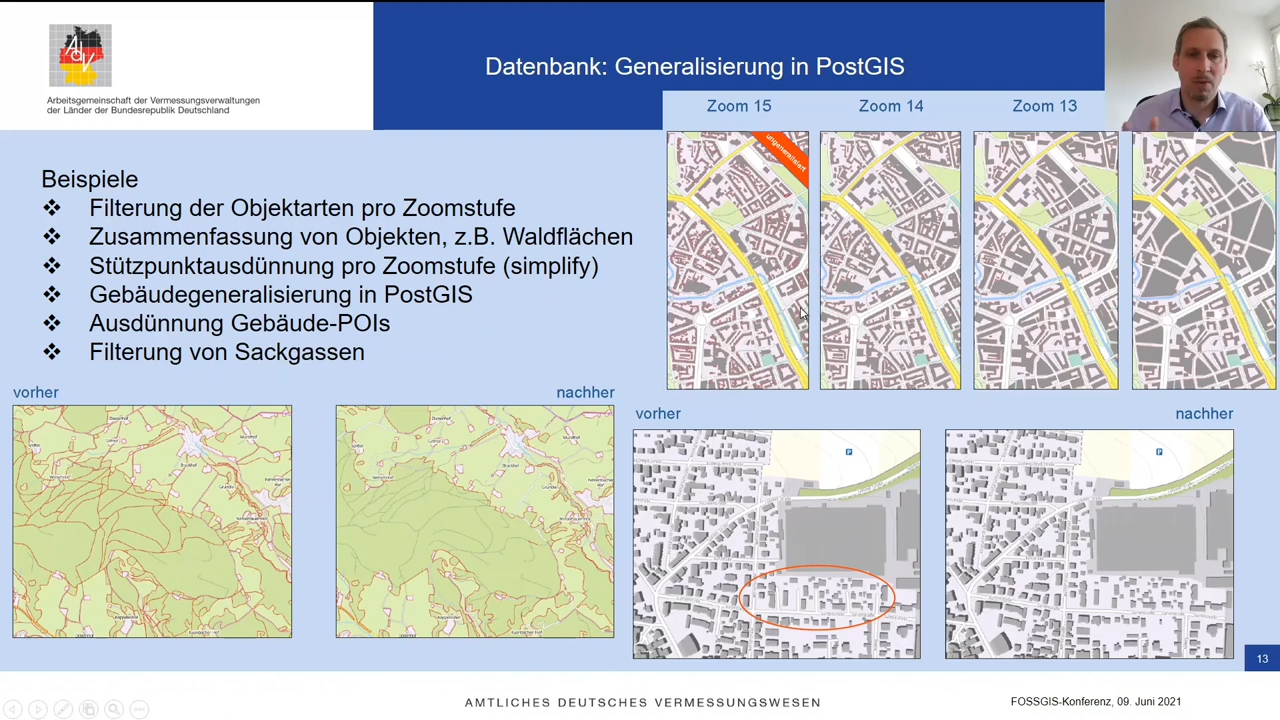 AdV
Arbeitsgemeinschaft der Vermessungsverwaltungen
der Länder der Bundesrepublik Deutschland
Datenbank: Generalisierung in PostGIS
Zoom 15
Zoom 14
Zoom 13
ungeneralisiert
Beispiele
❖ Filterung der Objektarten pro Zoomstufe
❖ Zusammenfassung von Objekten, z.B. Waldflächen
❖ Stützpunktausdünnung pro Zoomstufe (simplify)
❖ Gebäudegeneralisierung in PostGIS
❖ Ausdünnung Gebäude-POIs
❖ Filterung von Sackgassen
vorher
nachher
vorher
nachher
P
P
13
AMTLICHES DEUTSCHES VERMESSUNGSWESEN
FOSSGIS-Konferenz, 09. Juni 2021